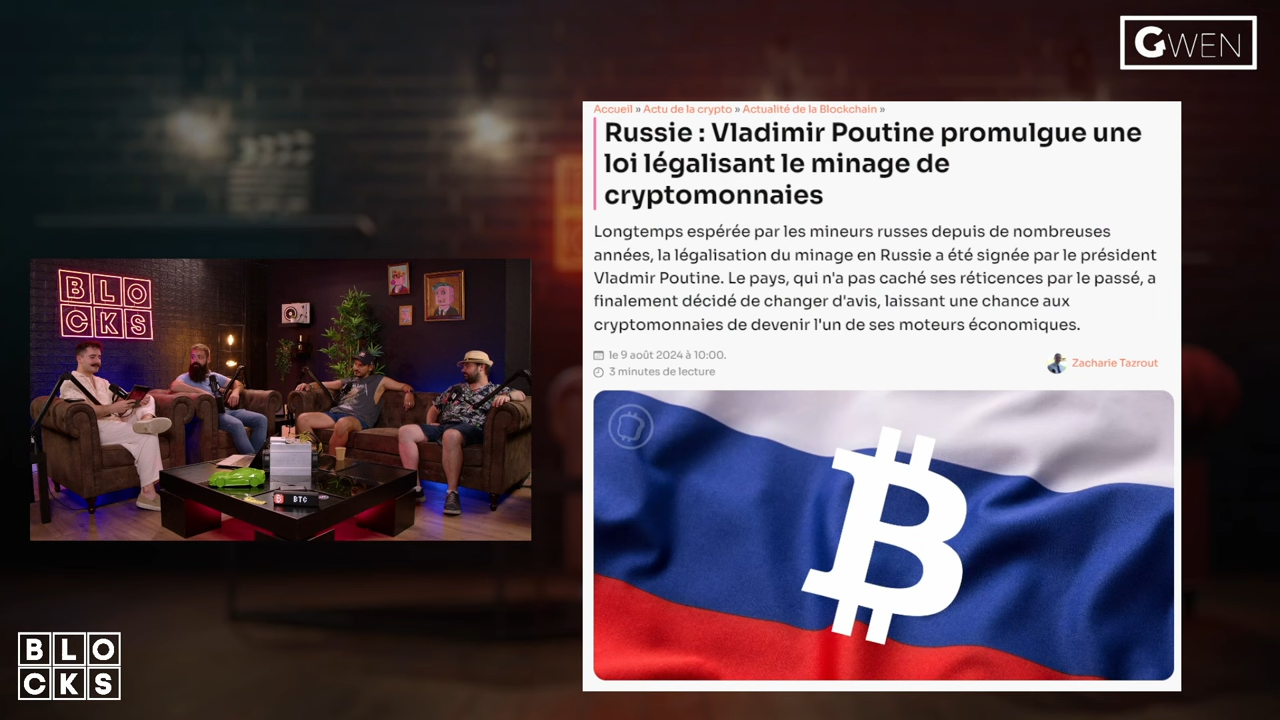 GWEN
Accueil » Actu de la crypto » Actualité de la Blockchain »
Russie : Vladimir Poutine promulgue une
loi légalisant le minage de
cryptomonnaies
Longtemps espérée par les mineurs russes depuis de nombreuses
années, la légalisation du minage en Russie a été signée par le président
Vladmir Poutine. Le pays, qui n'a pas caché ses réticences par le passé, a
finalement décidé de changer d'avis, laissant une chance aux
cryptomonnaies de devenir l'un de ses moteurs économiques.
le 9 août 2024 à 10:00.
3 minutes de lecture
Zacharie Tazrout
BLO
CKS
BTC
BLO
CKS